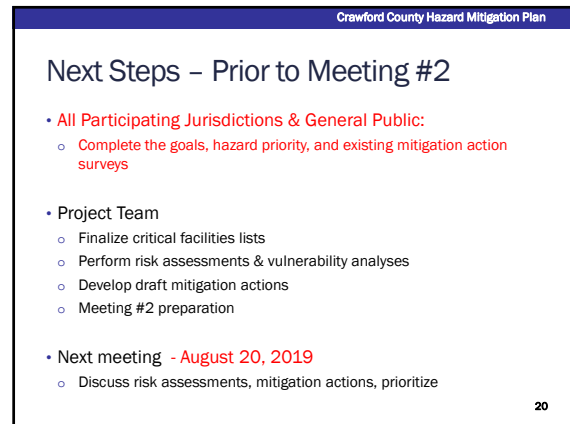 Crawford County Hazard Mitigation Plan
Next Steps – Prior to Meeting #2
• All Participating Jurisdictions & General Public:
o Complete the goals, hazard priority, and existing mitigation action
surveys
• Project Team
o Finalize critical facilities lists
o Perform risk assessments & vulnerability analyses
o Develop draft mitigation actions
o Meeting #2 preparation
• Next meeting - August 20, 2019
o Discuss risk assessments, mitigation actions, prioritize
20